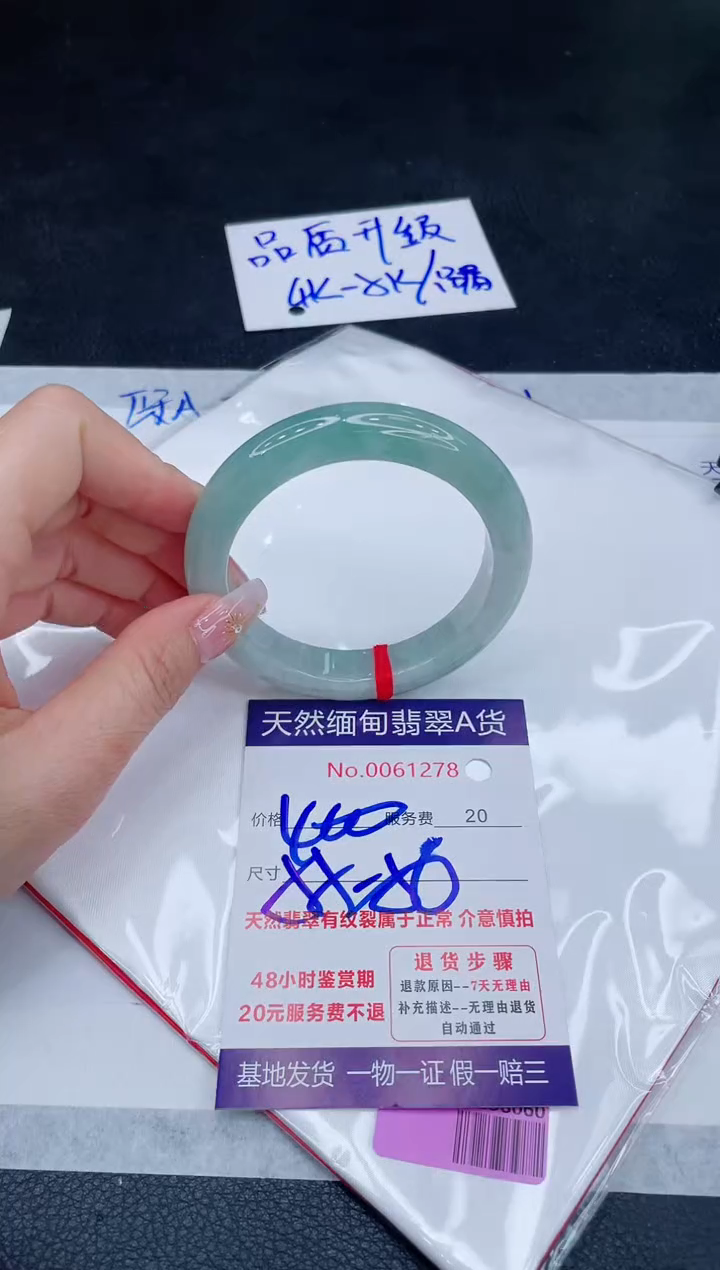 品质升级
天然缅甸翡翠A货
No.0061278
价格 服务费 20
尺寸
天然翡翠有纹裂属于正常 介意慎拍
48小时鉴赏期
20元服务费不退
退货步骤
退款原因--7天无理由
补充描述--无理由退货
自动通过
基地发货 一物一证 假一赔三